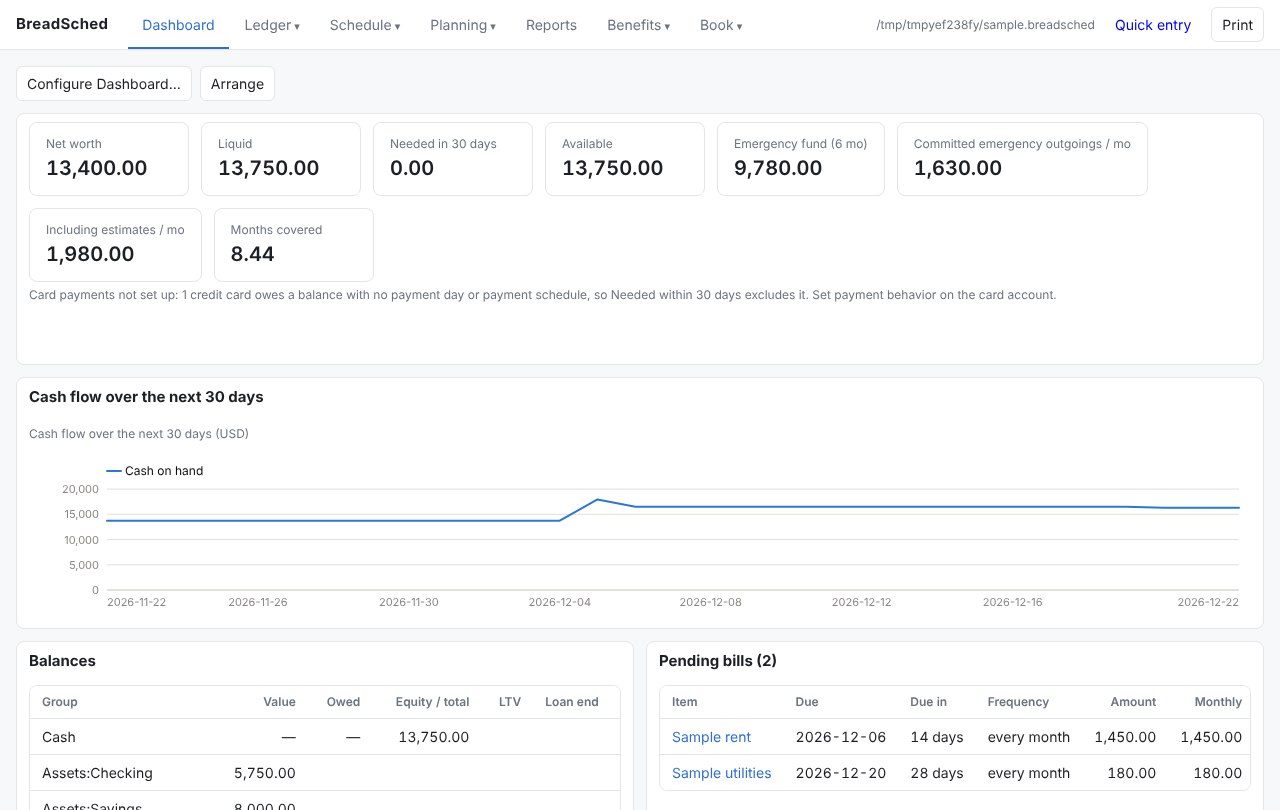 BreadSched Dashboard Ledger ▾ Schedule ▾ Planning ▾ Reports Benefits ▾ Book ▾ /tmp/tmpyef238fy/sample.breadsched Quick entry Print
Configure Dashboard... Arrange
Net worth Liquid Needed in 30 days Available Emergency fund (6 mo) Committed emergency outgoings / mo
13,400.00 13,750.00 0.00 13,750.00 9,780.00 1,630.00
Including estimates / mo Months covered
1,980.00 8.44
Card payments not set up: 1 credit card owes a balance with no payment day or payment schedule, so Needed within 30 days excludes it. Set payment behavior on the card account.
Cash flow over the next 30 days
Cash flow over the next 30 days (USD)
Cash on hand
20,000
15,000
10,000
5,000
0
2026-11-22 2026-11-26 2026-11-30 2026-12-04 2026-12-08 2026-12-12 2026-12-16 2026-12-22
Balances
Group Value Owed Equity / total LTV Loan end
Cash — — 13,750.00
Assets:Checking 5,750.00
Assets:Savings 8,000.00
Pending bills (2)
Item Due Due in Frequency Amount Monthly
Sample rent 2026-12-06 14 days every month 1,450.00 1,450.00
Sample utilities 2026-12-20 28 days every month 180.00 180.00